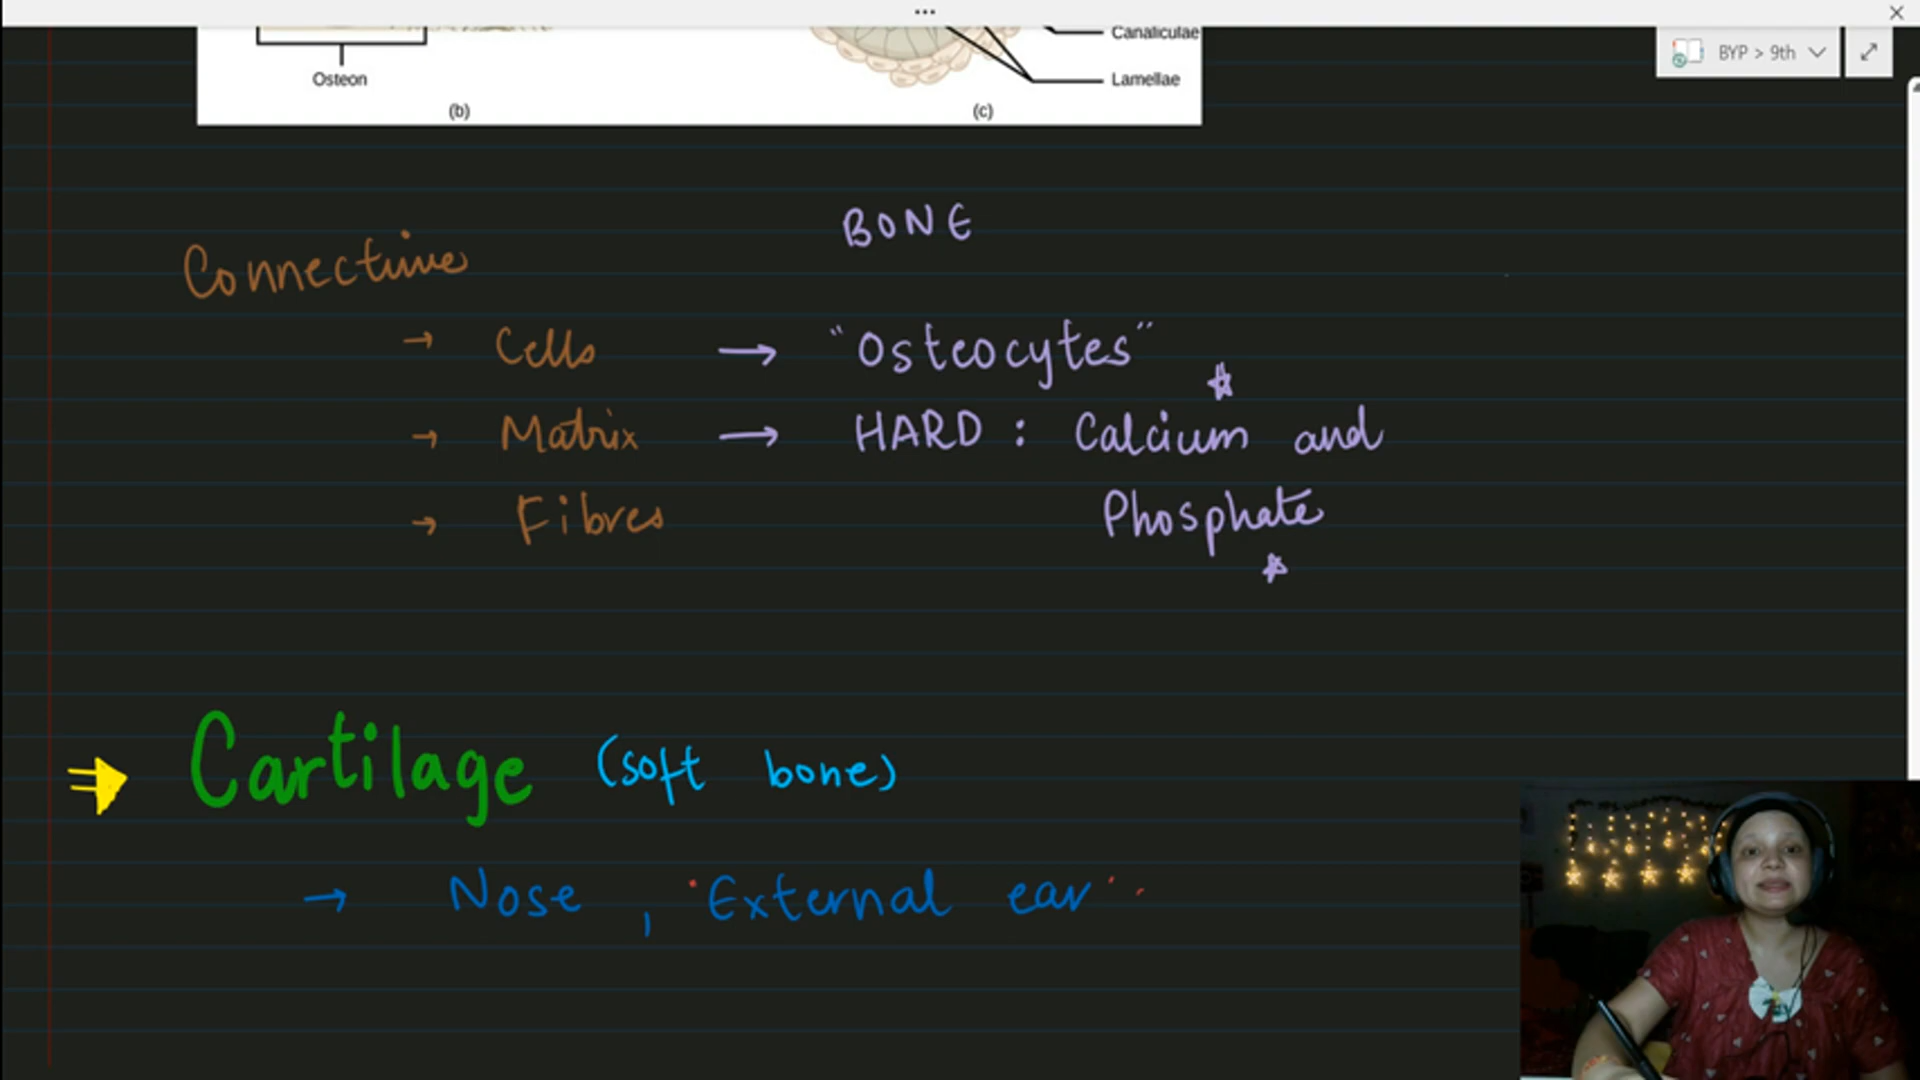 ...
Canaliculae
BYP > 9th
Osteon
Lamellae
(b)
(c)
BONE
Connective
→ Cells → "Osteocytes"
→ Matrix → HARD : Calcium and
→ Fibres
Phosphate
⇒ Cartilage (soft bone)
→ Nose , External ear